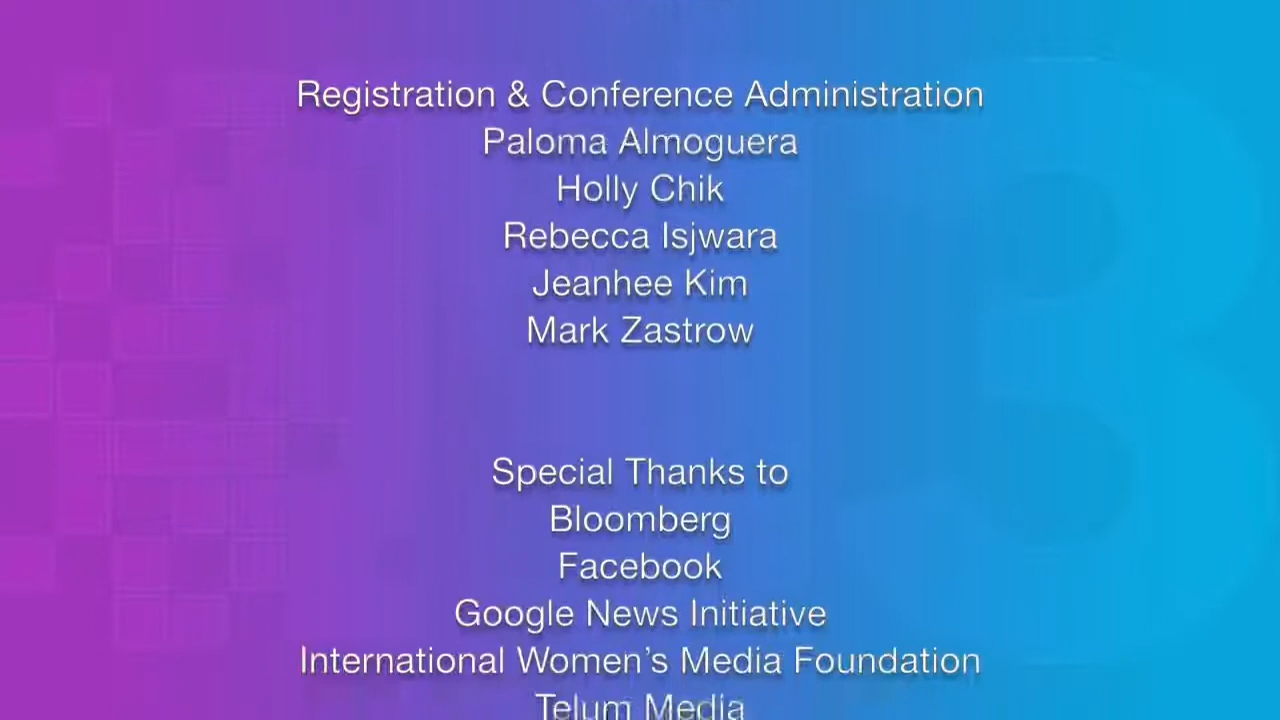 Registration & Conference Administration
Paloma Almoguera
Holly Chik
Rebecca Isjwara
Jeanhee Kim
Mark Zastrow
Special Thanks to
Bloomberg
Facebook
Google News Initiative
International Women's Media Foundation
Telum Media